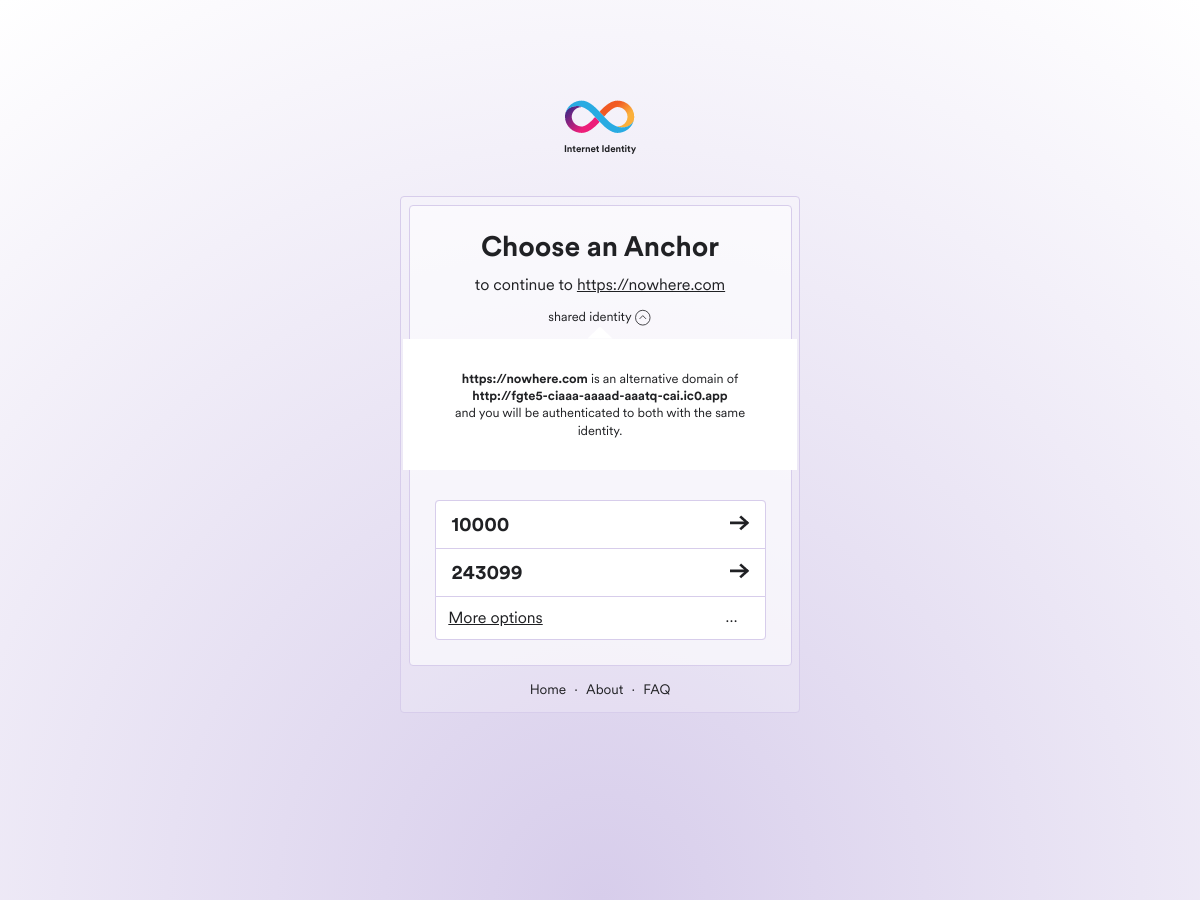 Internet Identity
Choose an Anchor
to continue to https://nowhere.com
shared identity
https://nowhere.com is an alternative domain of
http://fgte5-ciaaa-aaaad-aaatq-cai.ic0.app
and you will be authenticated to both with the same
identity.
10000
243099
More options ...
Home · About · FAQ